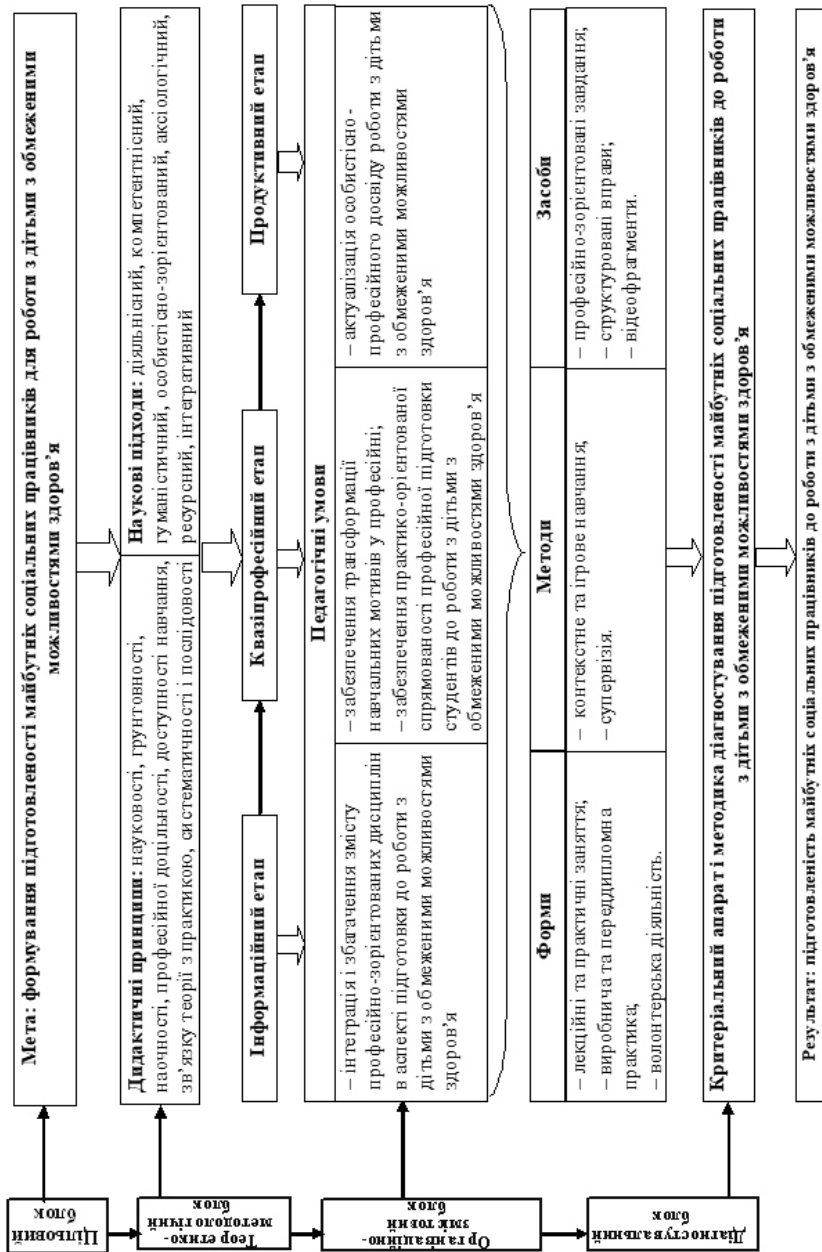 Цільовий
блок
Мета: формування підготовленості майбутніх соціальних працівників для роботи з дітьми з обмеженими
можливостями здоров’я
Теоретико-
методологічний
блок
Дидактичні принципи: науковості, ґрунтовності,
наочності, професійної доцільності, доступності навчання,
зв’язку теорії з практикою, систематичності і послідовості
Наукові підходи: діяльнісний, компетентнісний,
гуманістичний, особистісно-зорієнтований, аксіологічний,
ресурсний, інтегративний
Інформаційний етап
Квазіпрофесійний етап
Продуктивний етап
Організаційно-
змістовий
блок
Педагогічні умови
– інтеграція і збагачення змісту
професійно-зорієнтованих дисциплін
в аспекті підготовки до роботи з
дітьми з обмеженими можливостями
здоров’я
– забезпечення трансформації
навчальних мотивів у професійні;
– забезпечення практико-орієнтованої
спрямованості професійної підготовки
студентів до роботи з дітьми з
обмеженими можливостями здоров’я
– актуалізація особистісно-
професійного досвіду роботи з дітьми
з обмеженими можливостями
здоров’я
Форми
Методи
Засоби
– лекційні та практичні заняття;
– виробнича та переддипломна
практика;
– волонтерська діяльність.
– контекстне та ігрове навчання;
– супервізія.
– професійно-зорієнтовані завдання;
– структуровані вправи;
– відеофрагменти.
Діагностувальний
блок
Критеріальний апарат і методика діагностування підготовленості майбутніх соціальних працівників до роботи
з дітьми з обмеженими можливостями здоров’я
Результат: підготовленість майбутніх соціальних працівників до роботи з дітьми з обмеженими можливостями здоров’я